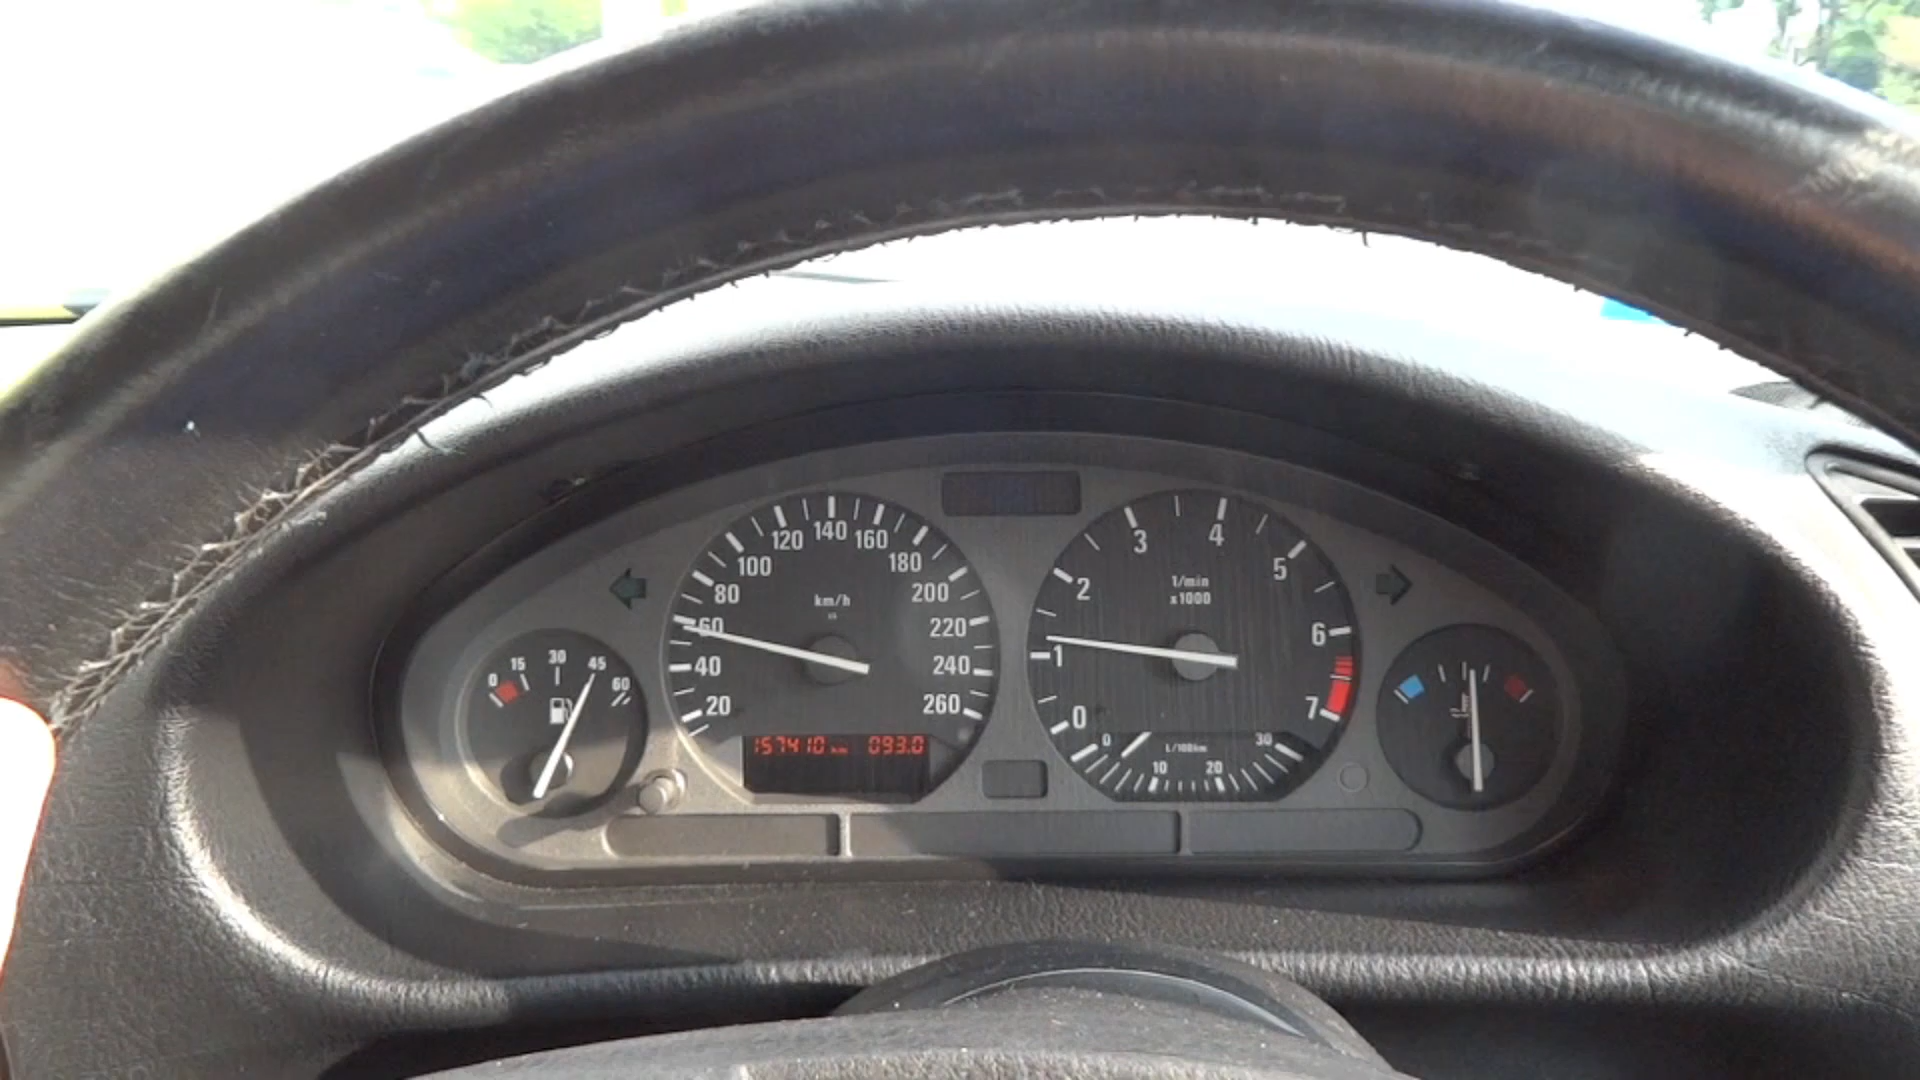 0 15 30 45 60
20 40 60 80 100 120 140 160 180 200 220 240 260
km/h
157410 km 093.0
0 1 2 3 4 5 6 7
1/min
x1000
0 10 20 30
L/100km